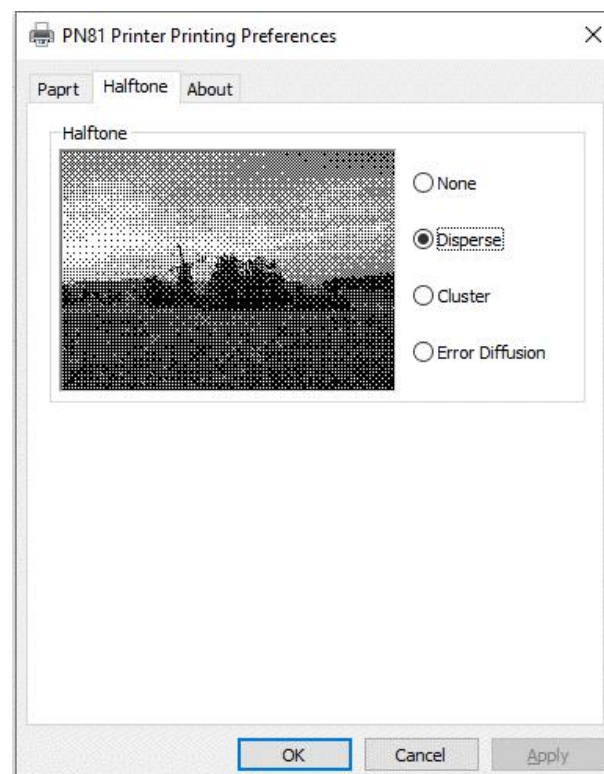 PN81 Printer Printing Preferences
Paprt Halftone About
Halftone
None
Disperse
Cluster
Error Diffusion
OK Cancel Apply